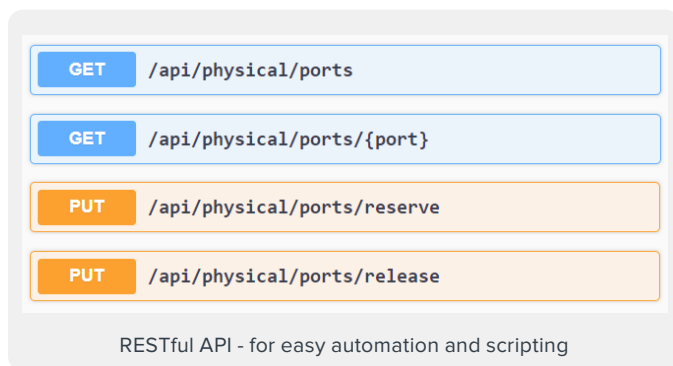 GET /api/physical/ports
GET /api/physical/ports/{port}
PUT /api/physical/ports/reserve
PUT /api/physical/ports/release
RESTful API - for easy automation and scripting